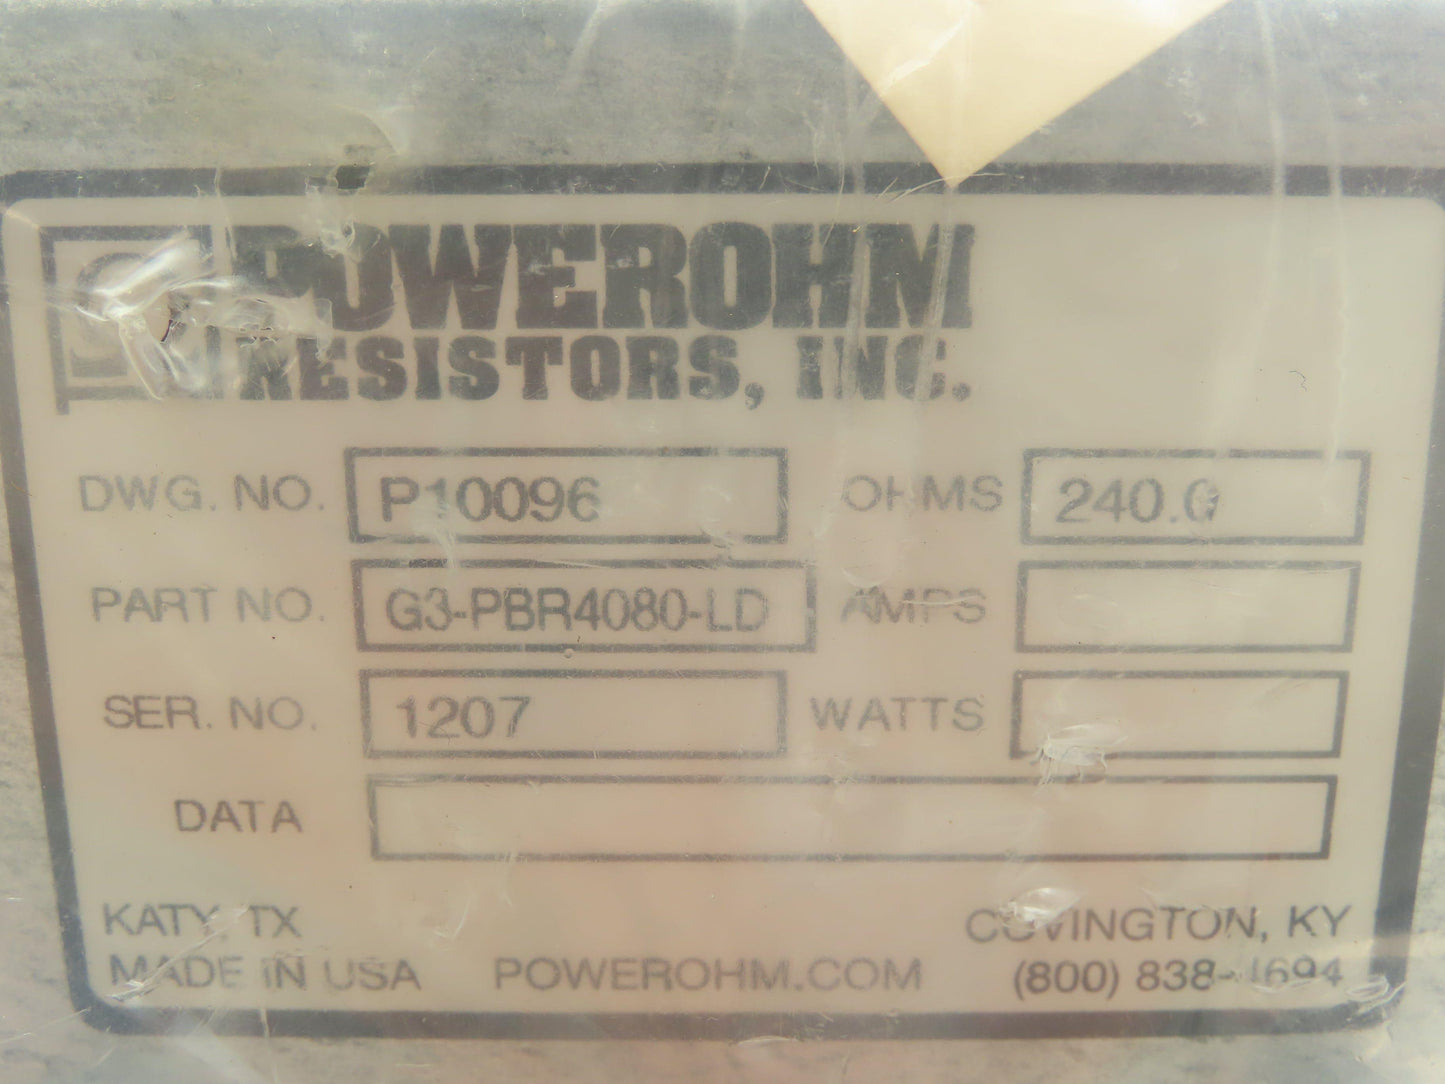 POWEROHM
RESISTORS, INC.
DWG. NO. P10096 OHMS 240.0
PART NO. G3-PBR4080-LD AMPS
SER. NO. 1207 WATTS
DATA
KATY, TX COVINGTON, KY
MADE IN USA POWEROHM.COM (800) 838-4694